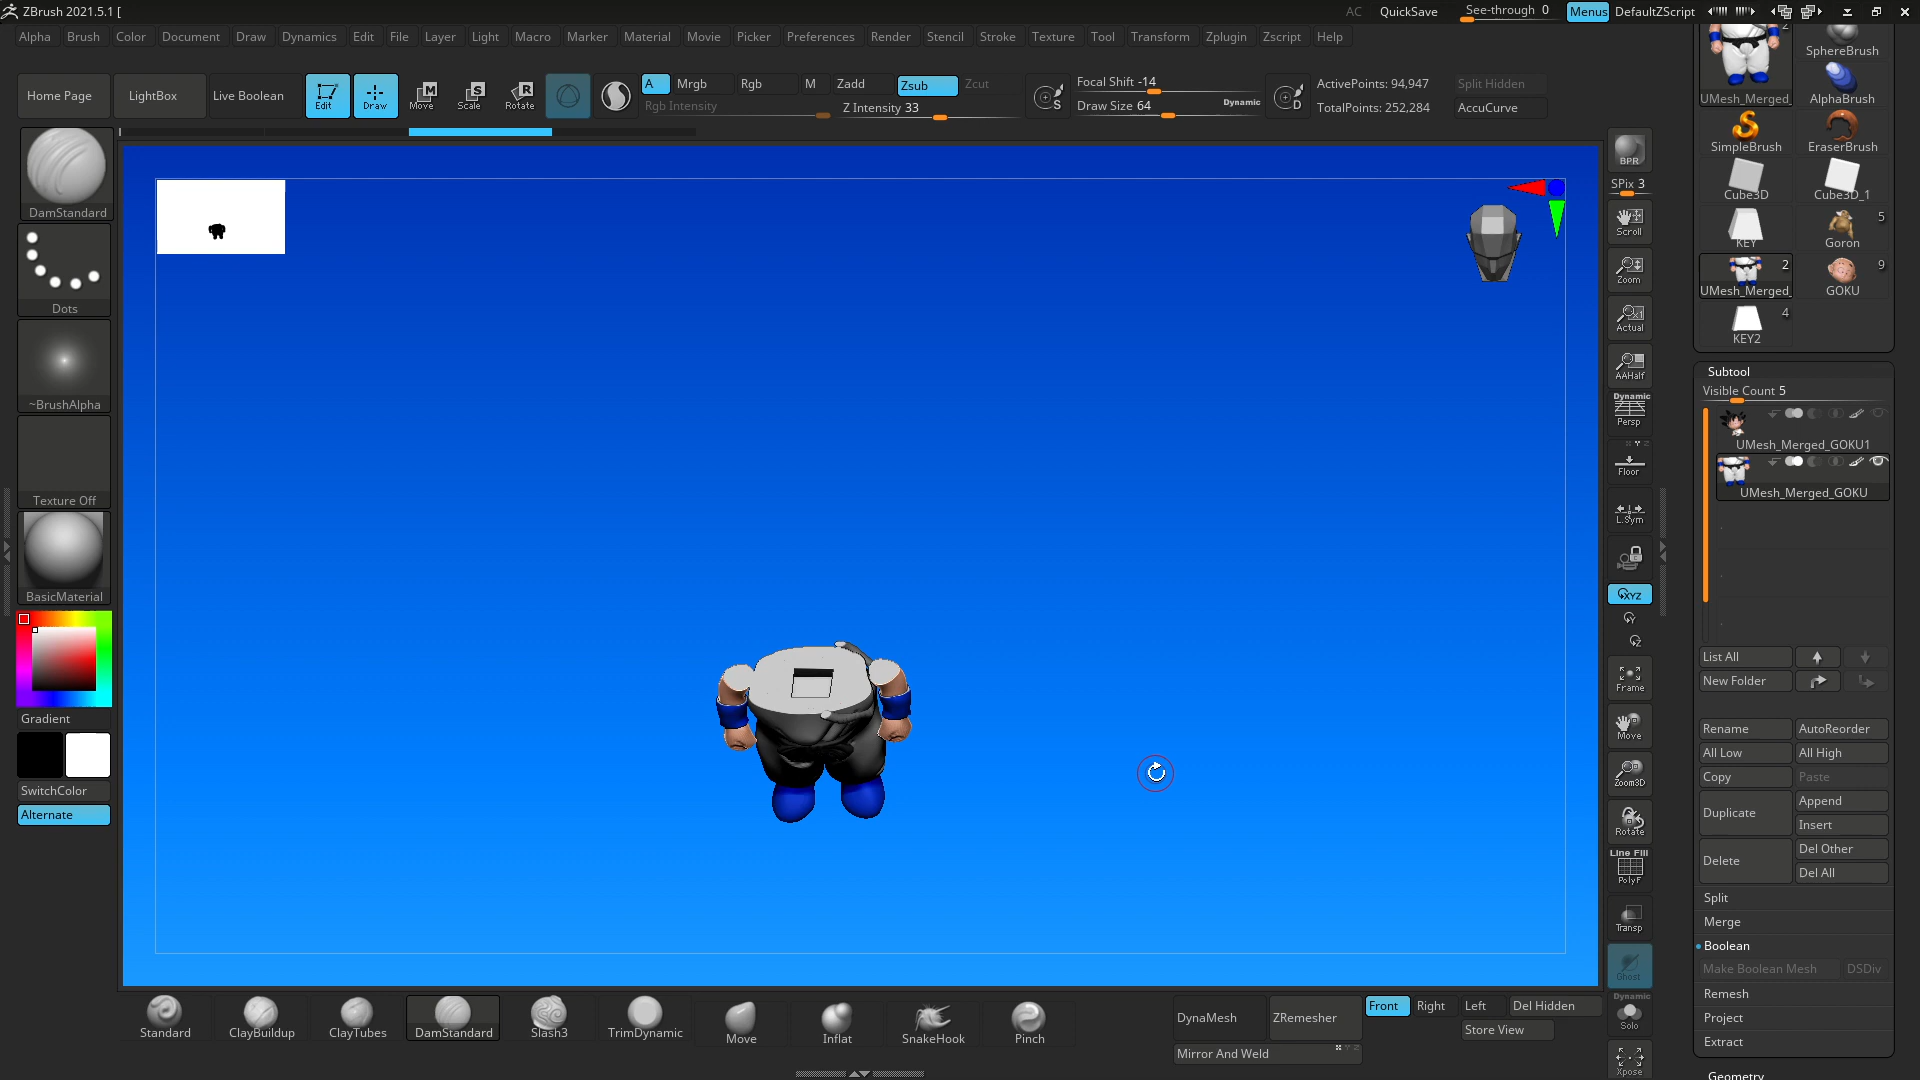 ZBrush 2021.5.1 [
AC
QuickSave
See-through 0
Menus
DefaultZScript
Alpha
Brush
Color
Document
Draw
Dynamics
Edit
File
Layer
Light
Macro
Marker
Material
Movie
Picker
Preferences
Render
Stencil
Stroke
Texture
Tool
Transform
Zplugin
Zscript
Help
Home Page
LightBox
Live Boolean
Edit
Draw
Move
Scale
Rotate
A
Mrgb
Rgb
M
Zadd
Zsub
Zcut
Rgb Intensity
Z Intensity 33
S
Focal Shift -14
Draw Size 64
Dynamic
D
ActivePoints: 94,947
TotalPoints: 252,284
Split Hidden
AccuCurve
DamStandard
Dots
~BrushAlpha
Texture Off
BasicMaterial
Gradient
SwitchColor
Alternate
BPR
SPix 3
Scroll
Zoom
Actual
AAHalf
Dynamic
Persp
Floor
L.Sym
XYZ
Y
Z
Frame
Move
Zoom3D
Rotate
Line Fill
PolyF
Transp
Ghost
Dynamic
Solo
Xpose
2
UMesh_Merged_
SphereBrush
AlphaBrush
SimpleBrush
EraserBrush
Cube3D
Cube3D_1
KEY
5
Goron
2
UMesh_Merged_
9
GOKU
4
KEY2
Subtool
Visible Count 5
UMesh_Merged_GOKU1
UMesh_Merged_GOKU
List All
New Folder
Rename
AutoReorder
All Low
All High
Copy
Paste
Duplicate
Append
Insert
Delete
Del Other
Del All
Split
Merge
Boolean
Make Boolean Mesh
DSDiv
Remesh
Project
Extract
Geometry
Standard
ClayBuildup
ClayTubes
DamStandard
Slash3
TrimDynamic
Move
Inflat
SnakeHook
Pinch
DynaMesh
ZRemesher
Front
Right
Left
Del Hidden
Store View
Mirror And Weld